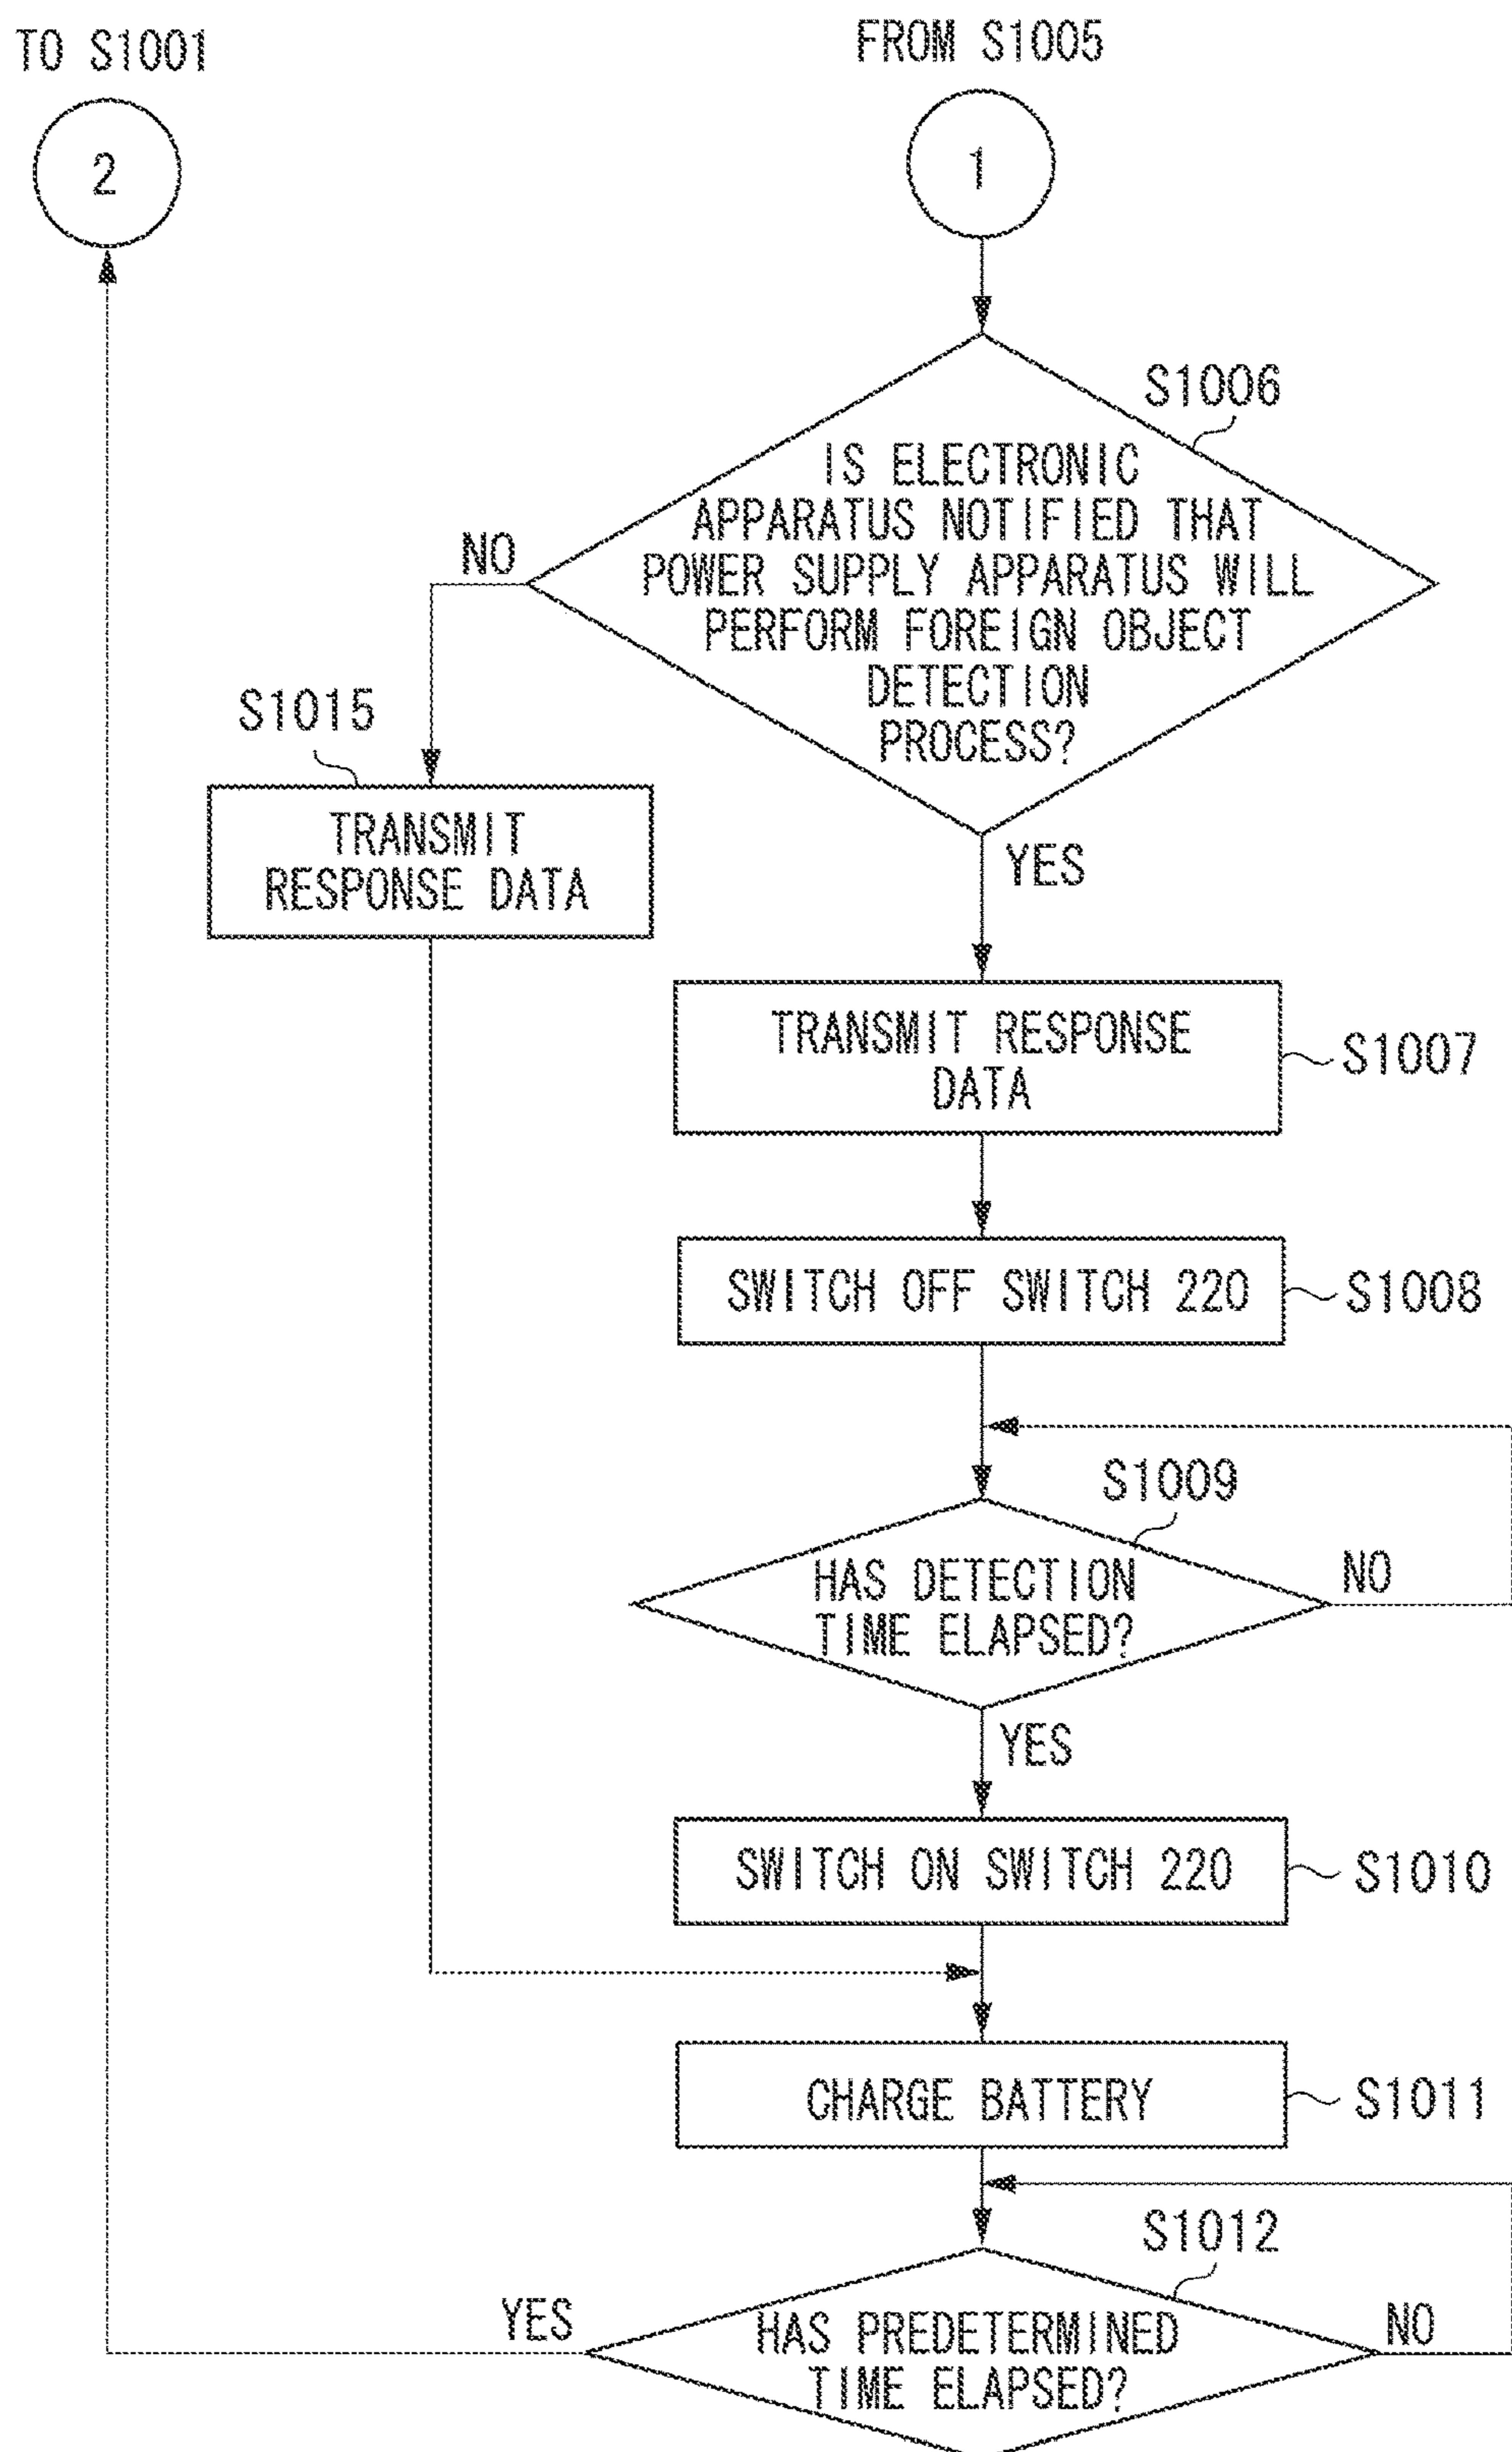 TO S1001
FROM S1005
2
1
S1006
IS ELECTRONIC
APPARATUS NOTIFIED THAT
POWER SUPPLY APPARATUS WILL
PERFORM FOREIGN OBJECT
DETECTION
PROCESS?
NO
S1015
TRANSMIT
RESPONSE DATA
YES
TRANSMIT RESPONSE
DATA
S1007
SWITCH OFF SWITCH 220
S1008
S1009
HAS DETECTION
TIME ELAPSED?
NO
YES
SWITCH ON SWITCH 220
S1010
CHARGE BATTERY
S1011
S1012
YES
HAS PREDETERMINED
TIME ELAPSED?
NO